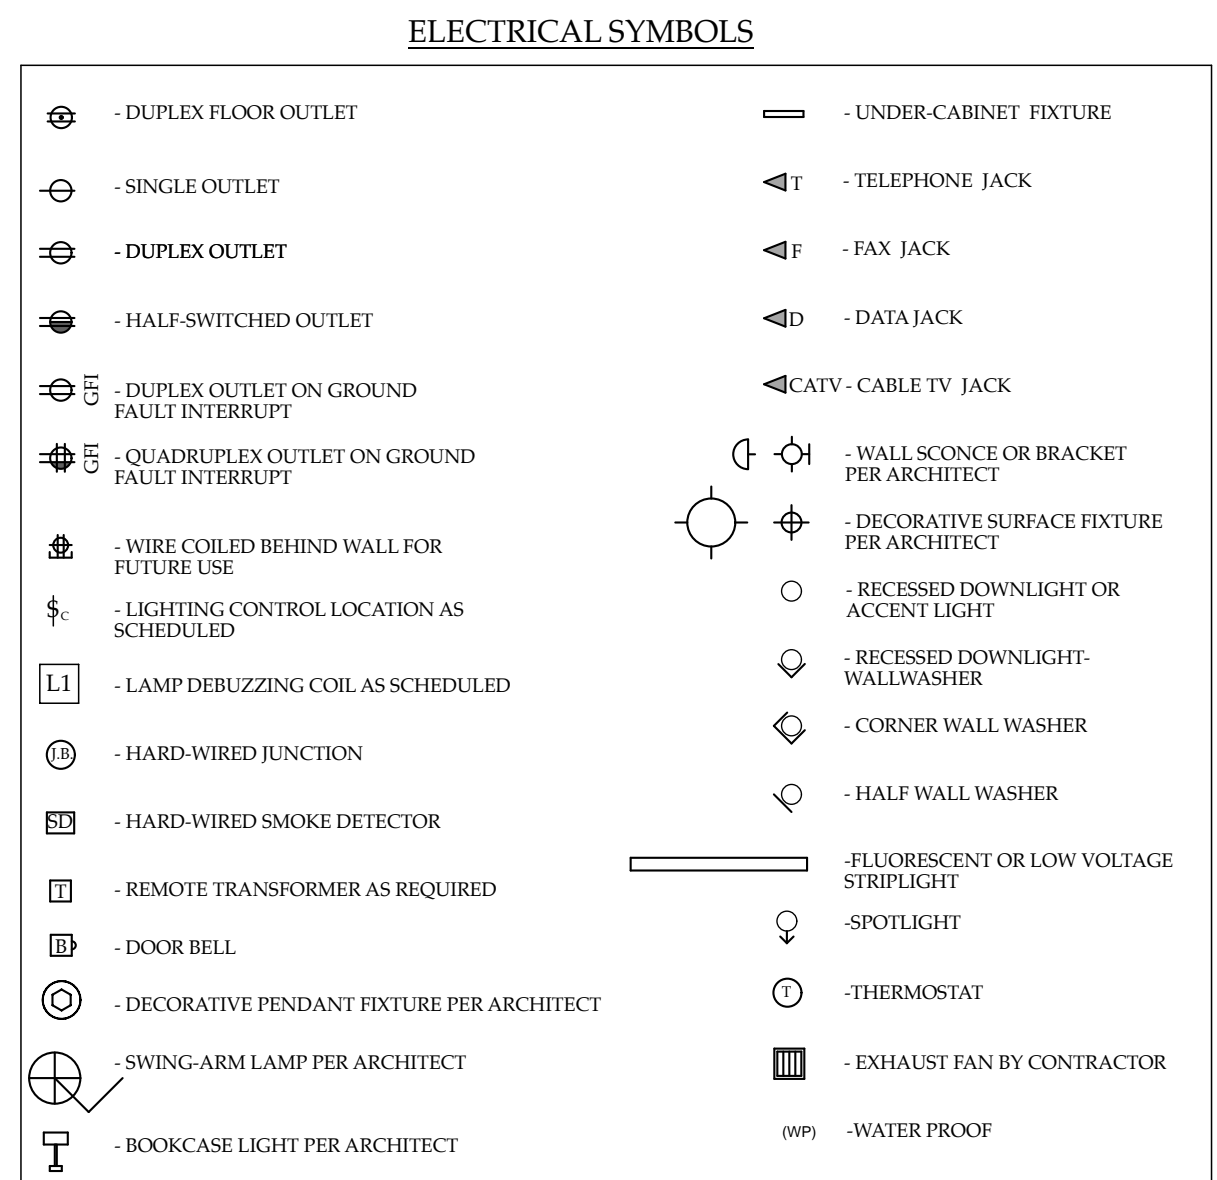 ELECTRICAL SYMBOLS
- DUPLEX FLOOR OUTLET
- SINGLE OUTLET
- DUPLEX OUTLET
- HALF-SWITCHED OUTLET
GFI - DUPLEX OUTLET ON GROUND
FAULT INTERRUPT
GFI - QUADRUPLEX OUTLET ON GROUND
FAULT INTERRUPT
- WIRE COILED BEHIND WALL FOR
FUTURE USE
$C - LIGHTING CONTROL LOCATION AS
SCHEDULED
L1 - LAMP DEBUZZING COIL AS SCHEDULED
J.B. - HARD-WIRED JUNCTION
SD - HARD-WIRED SMOKE DETECTOR
T - REMOTE TRANSFORMER AS REQUIRED
B - DOOR BELL
- DECORATIVE PENDANT FIXTURE PER ARCHITECT
- SWING-ARM LAMP PER ARCHITECT
- BOOKCASE LIGHT PER ARCHITECT
- UNDER-CABINET FIXTURE
T - TELEPHONE JACK
F - FAX JACK
D - DATA JACK
CATV - CABLE TV JACK
- WALL SCONCE OR BRACKET
PER ARCHITECT
- DECORATIVE SURFACE FIXTURE
PER ARCHITECT
- RECESSED DOWNLIGHT OR
ACCENT LIGHT
- RECESSED DOWNLIGHT-
WALLWASHER
- CORNER WALL WASHER
- HALF WALL WASHER
-FLUORESCENT OR LOW VOLTAGE
STRIPLIGHT
-SPOTLIGHT
T -THERMOSTAT
- EXHAUST FAN BY CONTRACTOR
(WP) -WATER PROOF